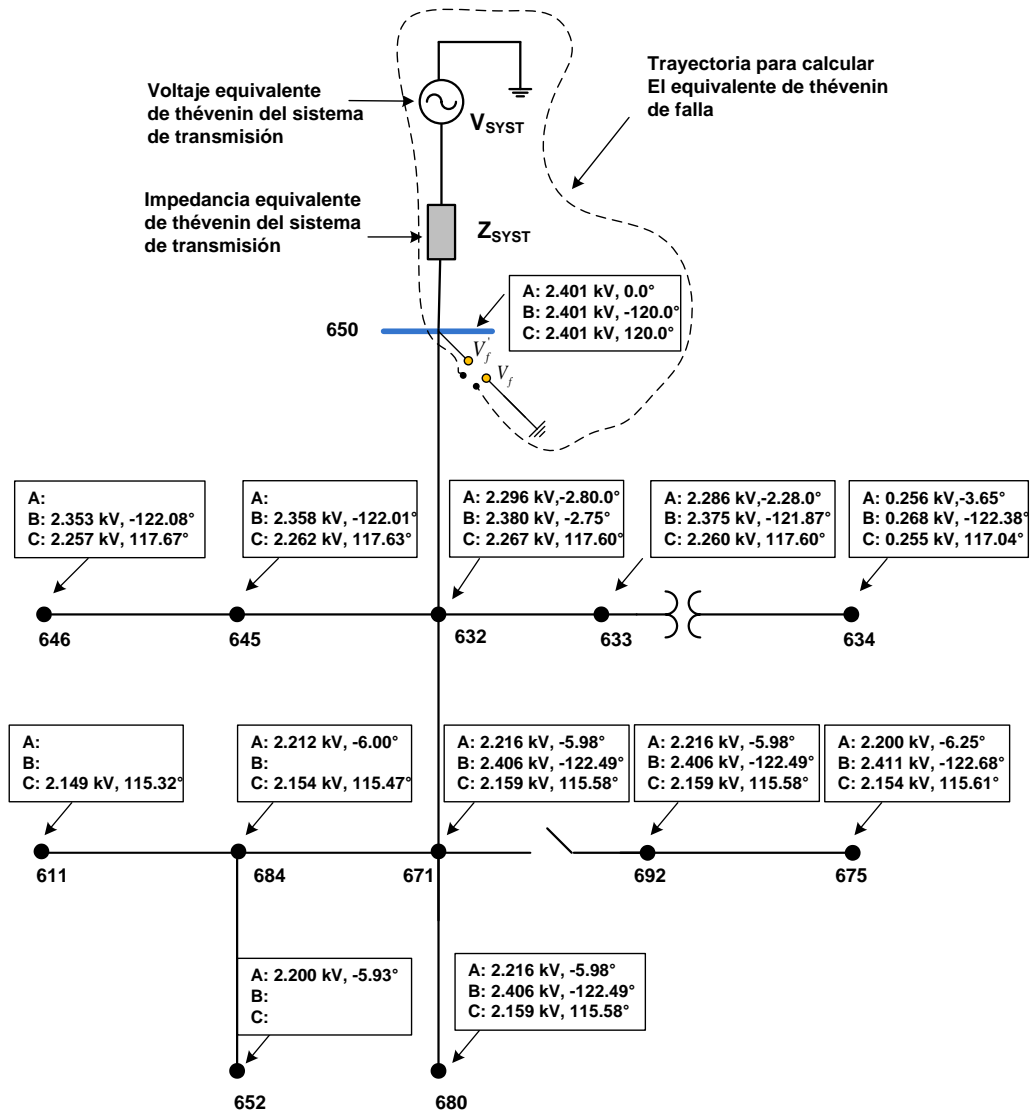 Voltaje equivalente
de thévenin del sistema
de transmisión
V_SYST
Trayectoria para calcular
El equivalente de thévenin
de falla
Impedancia equivalente
de thévenin del sistema
de transmisión
Z_SYST
A: 2.401 kV, 0.0°
B: 2.401 kV, -120.0°
C: 2.401 kV, 120.0°
650
V_f'
V_f
A:
B: 2.353 kV, -122.08°
C: 2.257 kV, 117.67°
A:
B: 2.358 kV, -122.01°
C: 2.262 kV, 117.63°
A: 2.296 kV,-2.80.0°
B: 2.380 kV, -2.75°
C: 2.267 kV, 117.60°
A: 2.286 kV,-2.28.0°
B: 2.375 kV, -121.87°
C: 2.260 kV, 117.60°
A: 0.256 kV,-3.65°
B: 0.268 kV, -122.38°
C: 0.255 kV, 117.04°
646
645
632
633
634
A:
B:
C: 2.149 kV, 115.32°
A: 2.212 kV, -6.00°
B:
C: 2.154 kV, 115.47°
A: 2.216 kV, -5.98°
B: 2.406 kV, -122.49°
C: 2.159 kV, 115.58°
A: 2.216 kV, -5.98°
B: 2.406 kV, -122.49°
C: 2.159 kV, 115.58°
A: 2.200 kV, -6.25°
B: 2.411 kV, -122.68°
C: 2.154 kV, 115.61°
611
684
671
692
675
A: 2.200 kV, -5.93°
B:
C:
A: 2.216 kV, -5.98°
B: 2.406 kV, -122.49°
C: 2.159 kV, 115.58°
652
680